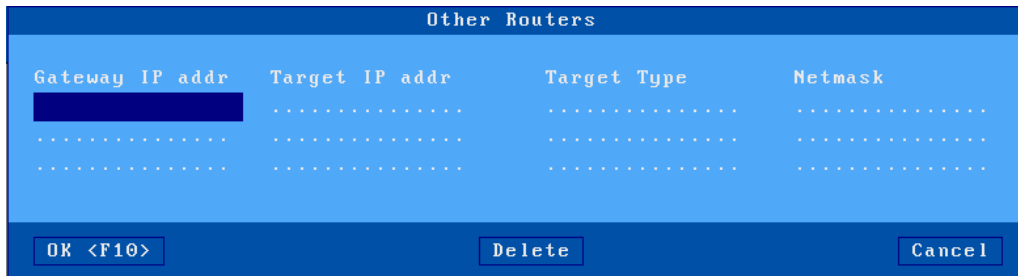 Other Routers
Gateway IP addr Target IP addr Target Type Netmask
............... ............... ...............
............... ............... ............... ...............
............... ............... ............... ...............
OK <F10> Delete Cancel